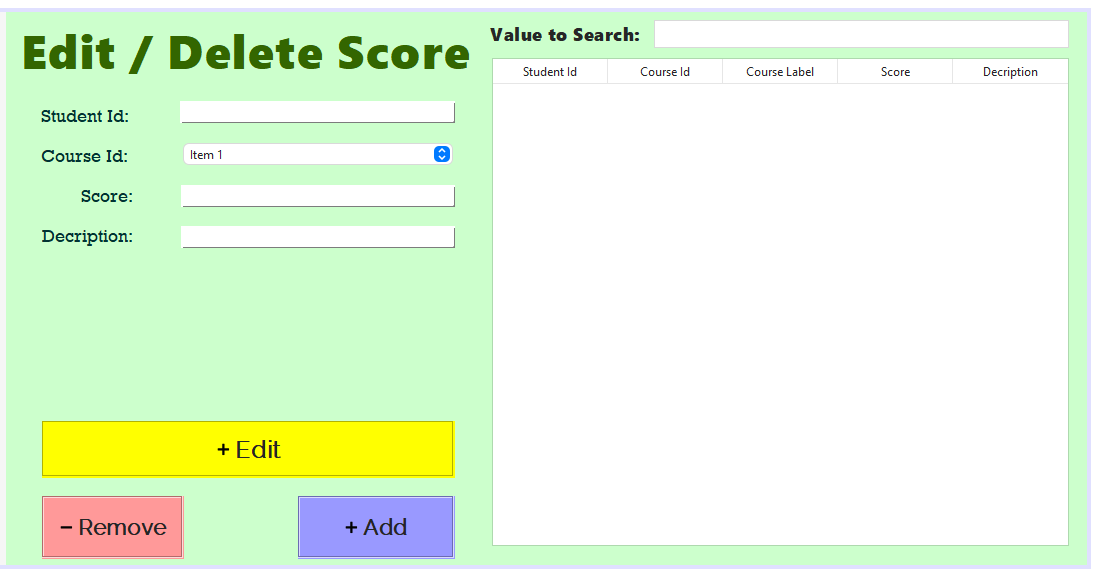 Edit / Delete Score
Student Id:
Course Id:
Item 1
Score:
Decription:
+ Edit
− Remove
+ Add
Value to Search:
Student Id Course Id Course Label Score Decription